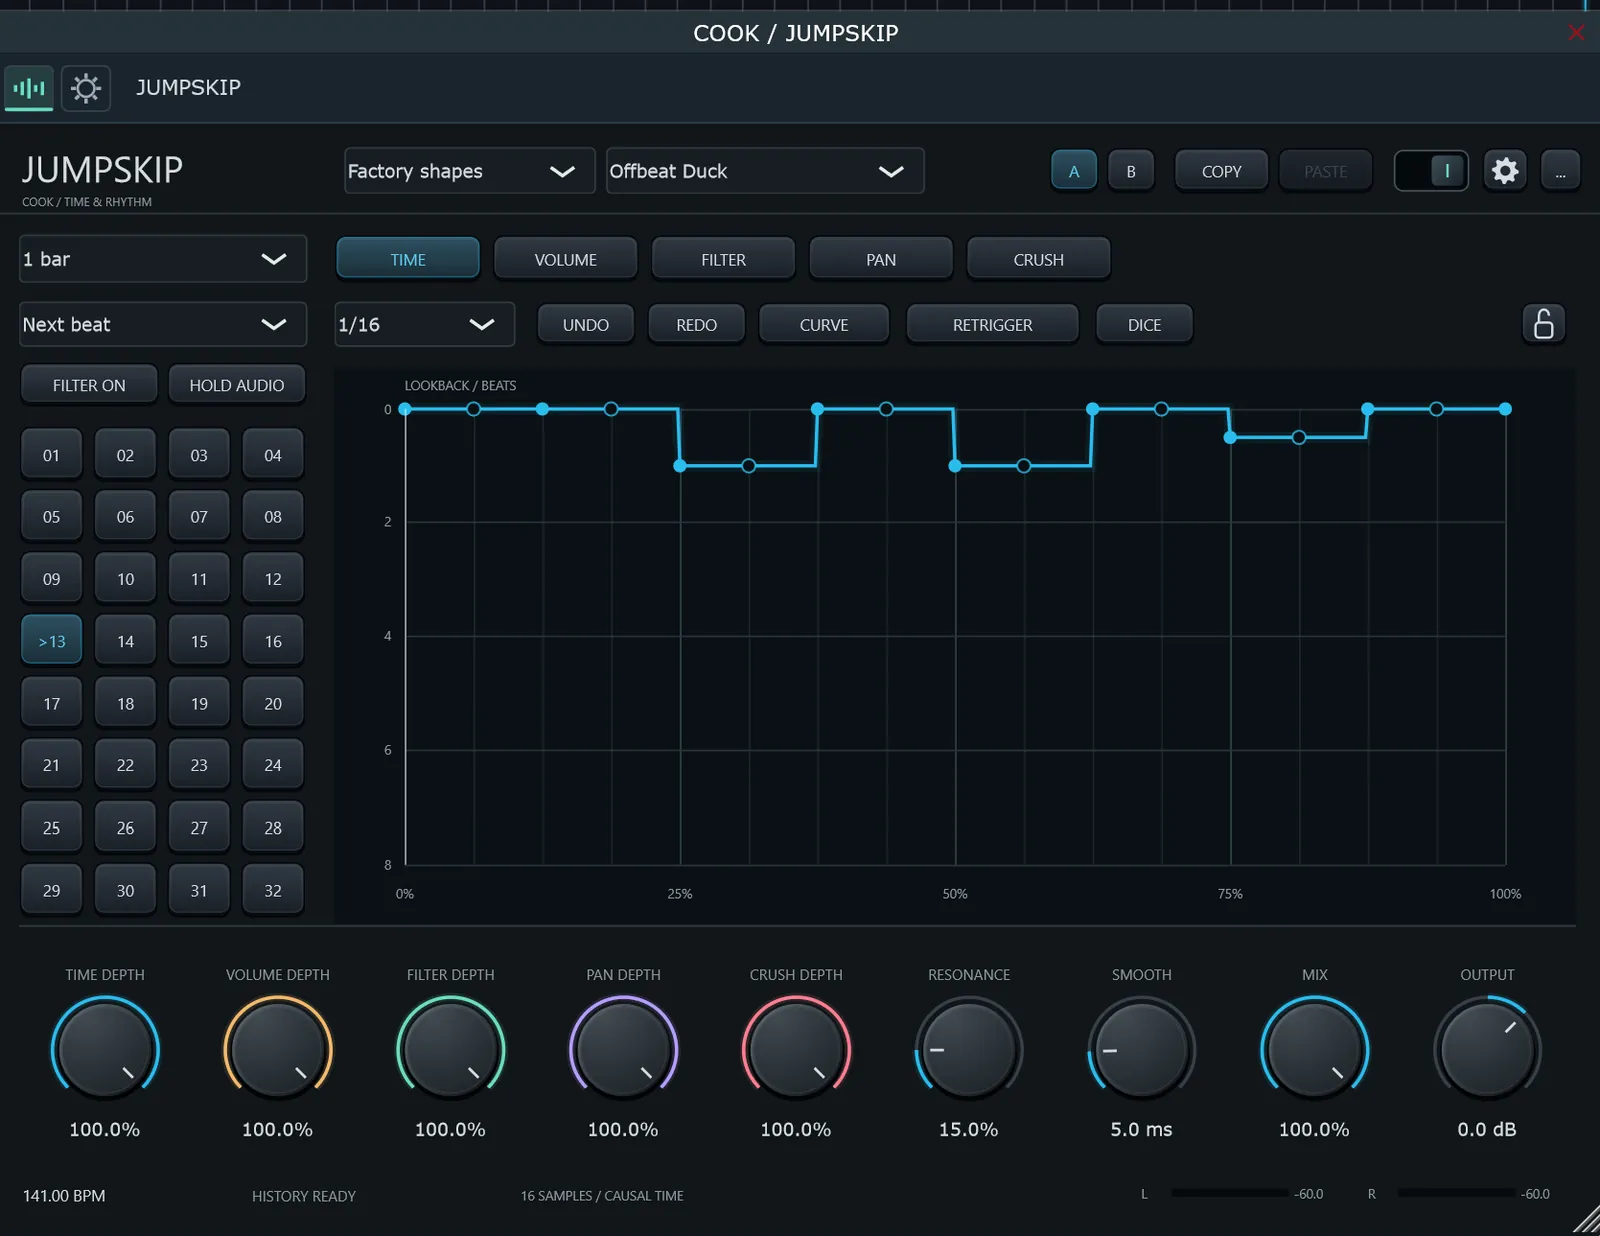 COOK / JUMPSKIP
JUMPSKIP
JUMPSKIP
COOK / TIME & RHYTHM
Factory shapes
Offbeat Duck
A
B
COPY
PASTE
I
...
1 bar
TIME
VOLUME
FILTER
PAN
CRUSH
Next beat
1/16
UNDO
REDO
CURVE
RETRIGGER
DICE
FILTER ON
HOLD AUDIO
01 02 03 04
05 06 07 08
09 10 11 12
>13 14 15 16
17 18 19 20
21 22 23 24
25 26 27 28
29 30 31 32
LOOKBACK / BEATS
0
2
4
6
8
0% 25% 50% 75% 100%
TIME DEPTH
VOLUME DEPTH
FILTER DEPTH
PAN DEPTH
CRUSH DEPTH
RESONANCE
SMOOTH
MIX
OUTPUT
100.0%
100.0%
100.0%
100.0%
100.0%
15.0%
5.0 ms
100.0%
0.0 dB
141.00 BPM
HISTORY READY
16 SAMPLES / CAUSAL TIME
L -60.0
R -60.0